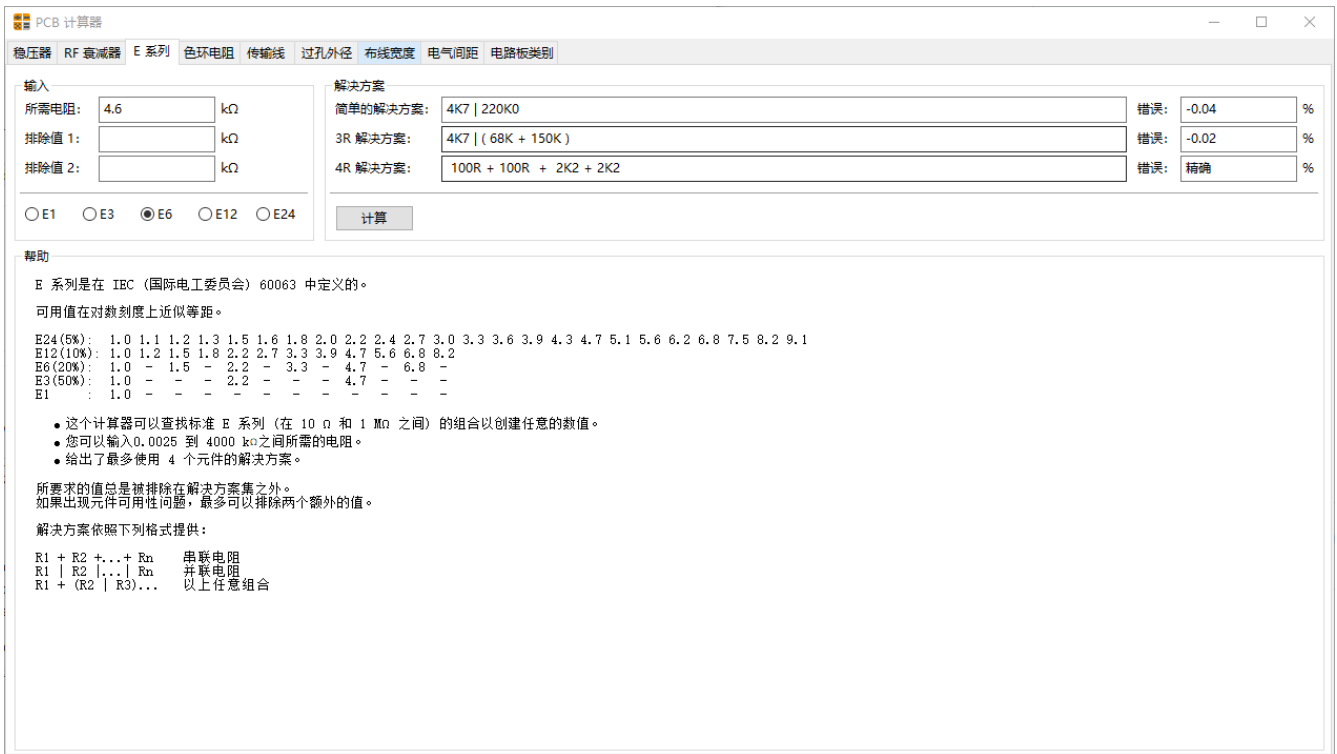 PCB 计算器
稳压器 RF 衰减器 E 系列 色环电阻 传输线 过孔外径 布线宽度 电气间距 电路板类别
输入
所需电阻: 4.6 kΩ
排除值 1: kΩ
排除值 2: kΩ
E1 E3 E6 E12 E24
解决方案
简单的解决方案: 4K7 | 220K0 错误: -0.04 %
3R 解决方案: 4K7 | ( 68K + 150K ) 错误: -0.02 %
4R 解决方案: 100R + 100R + 2K2 + 2K2 错误: 精确 %
计算
帮助
E 系列是在 IEC (国际电工委员会) 60063 中定义的。
可用值在对数刻度上近似等距。
E24(5%): 1.0 1.1 1.2 1.3 1.5 1.6 1.8 2.0 2.2 2.4 2.7 3.0 3.3 3.6 3.9 4.3 4.7 5.1 5.6 6.2 6.8 7.5 8.2 9.1
E12(10%): 1.0 1.2 1.5 1.8 2.2 2.7 3.3 3.9 4.7 5.6 6.8 8.2
E6(20%): 1.0 - 1.5 - 2.2 - 3.3 - 4.7 - 6.8 -
E3(50%): 1.0 - - - 2.2 - - - 4.7 - - -
E1 : 1.0 - - - - - - - - - - -
• 这个计算器可以查找标准 E 系列 (在 10 Ω 和 1 MΩ 之间) 的组合以创建任意的数值。
• 您可以输入0.0025 到 4000 kΩ之间所需的电阻。
• 给出了最多使用 4 个元件的解决方案。
所要求的值总是被排除在解决方案集之外。
如果出现元件可用性问题，最多可以排除两个额外的值。
解决方案依照下列格式提供:
R1 + R2 +...+ Rn 串联电阻
R1 | R2 |...| Rn 并联电阻
R1 + (R2 | R3)... 以上任意组合